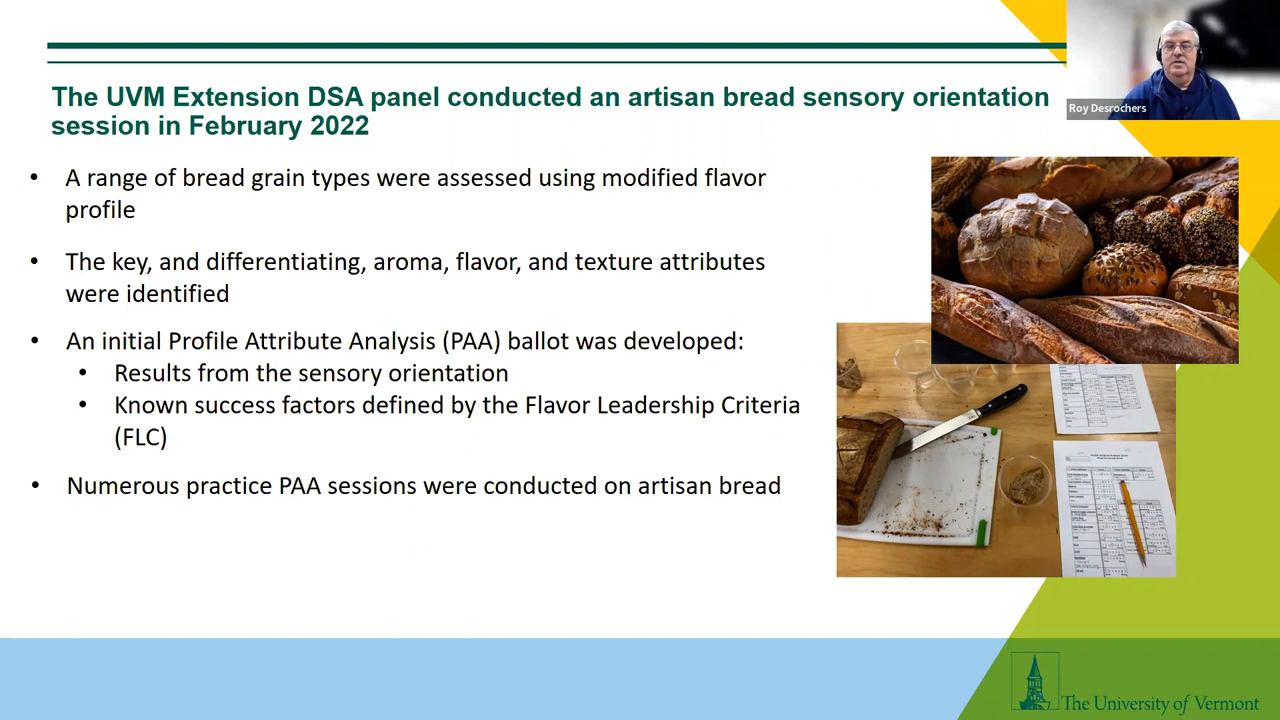 The UVM Extension DSA panel conducted an artisan bread sensory orientation
session in February 2022
Roy Desrochers
• A range of bread grain types were assessed using modified flavor
profile
• The key, and differentiating, aroma, flavor, and texture attributes
were identified
• An initial Profile Attribute Analysis (PAA) ballot was developed:
• Results from the sensory orientation
• Known success factors defined by the Flavor Leadership Criteria
(FLC)
• Numerous practice PAA sessions were conducted on artisan bread
The University of Vermont